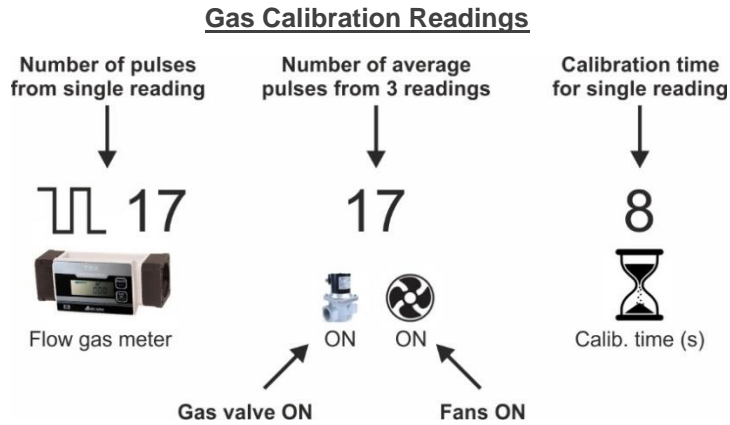 Gas Calibration Readings
Number of pulses
from single reading
Number of average
pulses from 3 readings
Calibration time
for single reading
17
17
8
Flow gas meter
ON
ON
Calib. time (s)
Gas valve ON
Fans ON